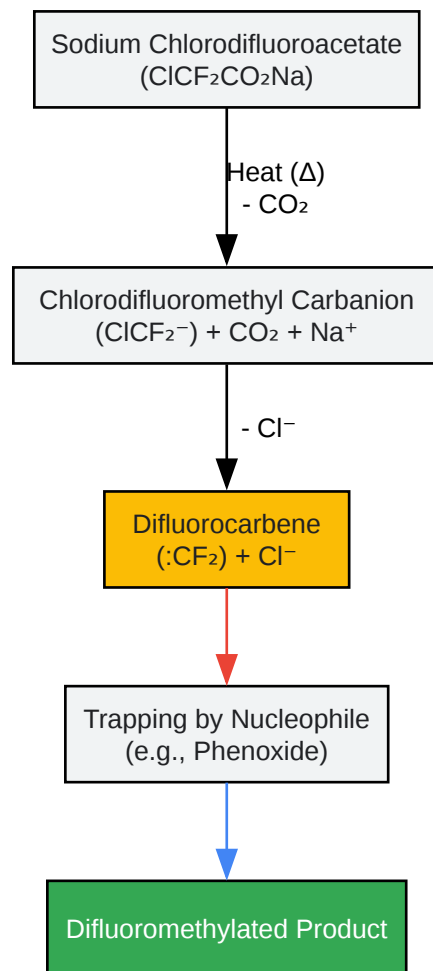 Sodium Chlorodifluoroacetate
(ClCF₂CO₂Na)
Heat (Δ)
- CO₂
Chlorodifluoromethyl Carbanion
(ClCF₂⁻) + CO₂ + Na⁺
- Cl⁻
Difluorocarbene
(:CF₂) + Cl⁻
Trapping by Nucleophile
(e.g., Phenoxide)
Difluoromethylated Product